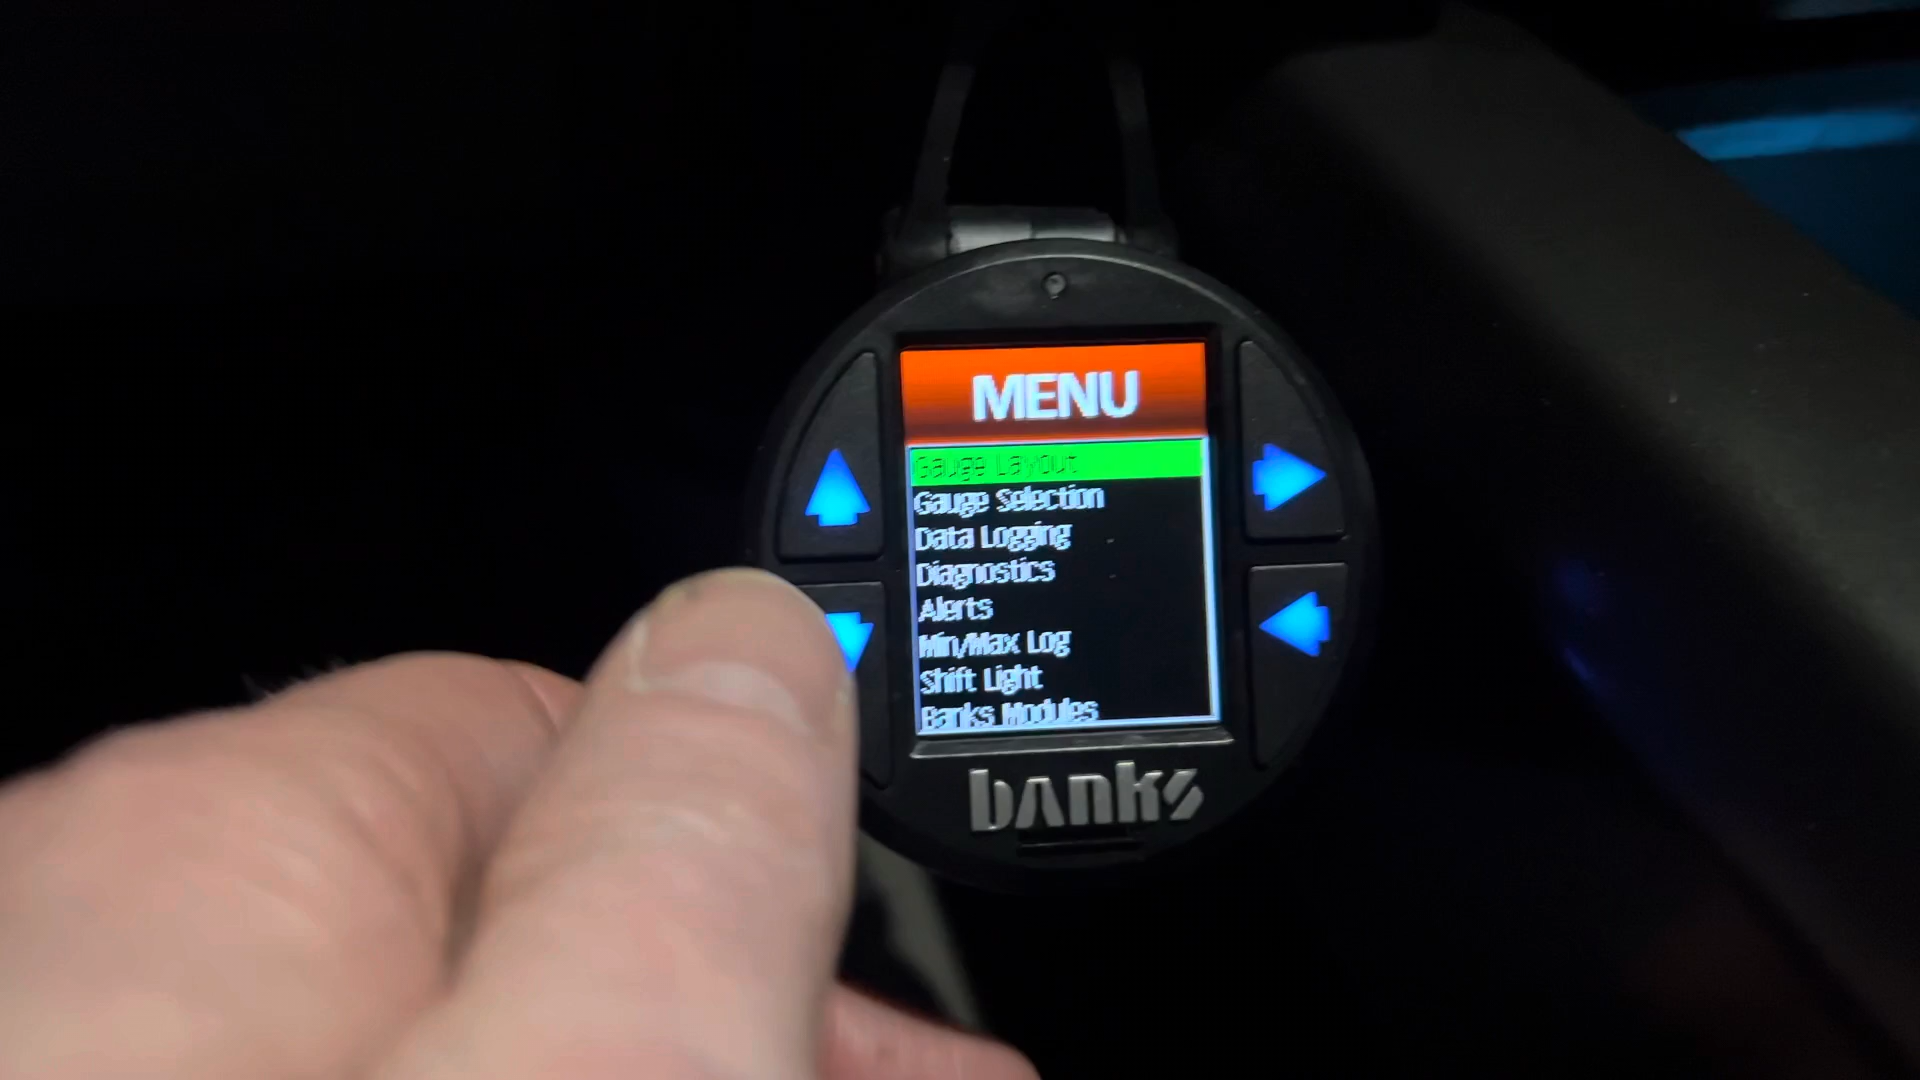 MENU
Gauge Layout
Gauge Selection
Data Logging
Diagnostics
Alerts
Min/Max Log
Shift Light
Banks Modules
banks